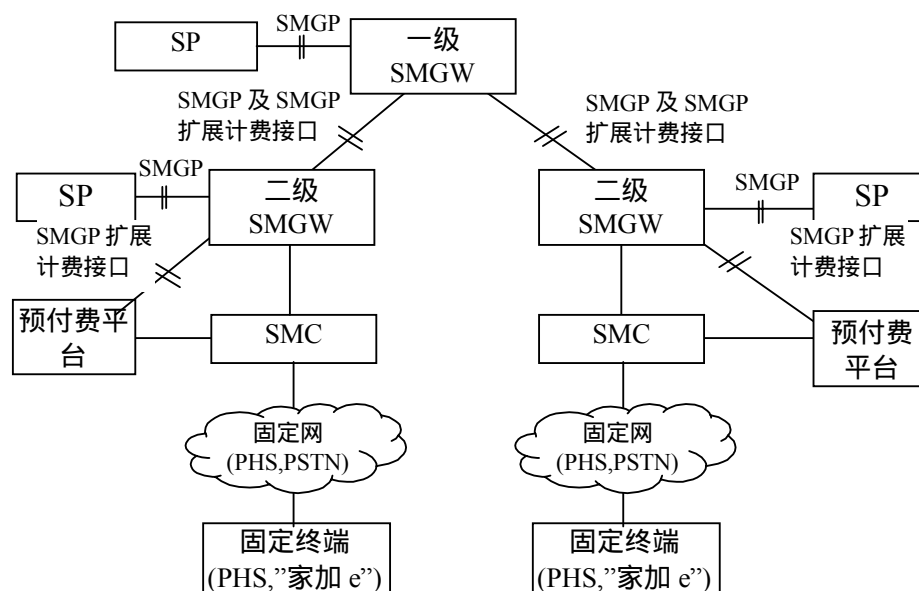 SP
SMGP
一级
SMGW
SMGP 及 SMGP
扩展计费接口
SMGP 及 SMGP
扩展计费接口
SP
SMGP
二级
SMGW
二级
SMGW
SMGP
SP
SMGP 扩展
计费接口
SMGP 扩展
计费接口
预付费平
台
SMC
SMC
预付费
平台
固定网
(PHS,PSTN)
固定网
(PHS,PSTN)
固定终端
(PHS,”家加 e”)
固定终端
(PHS,”家加 e”)